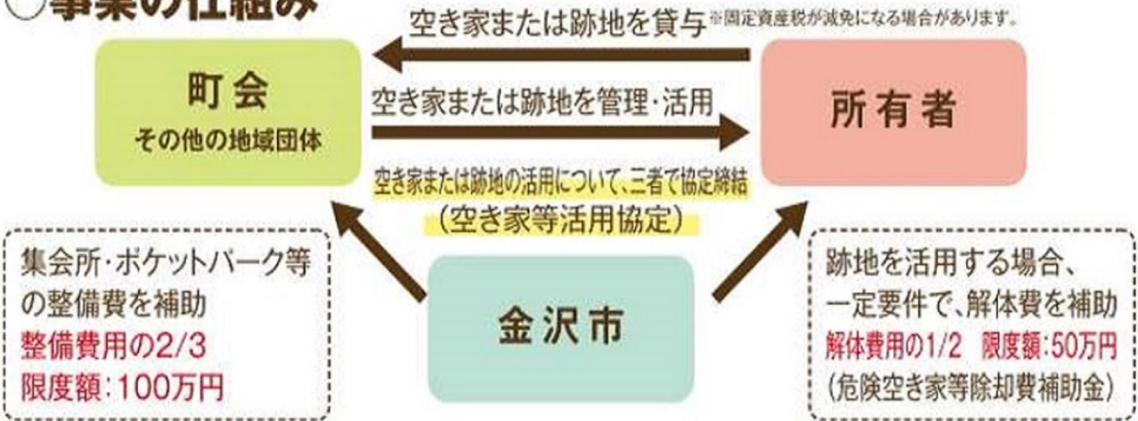 ○事業の仕組み
空き家または跡地を貸与 ※固定資産税が減免になる場合があります。
町会
その他の地域団体
所有者
空き家または跡地を管理・活用
空き家または跡地の活用について、三者で協定締結
(空き家等活用協定)
集会所・ポケットパーク等
の整備費を補助
整備費用の2/3
限度額:100万円
金沢市
跡地を活用する場合、
一定要件で、解体費を補助
解体費用の1/2 限度額:50万円
(危険空き家等除却費補助金)